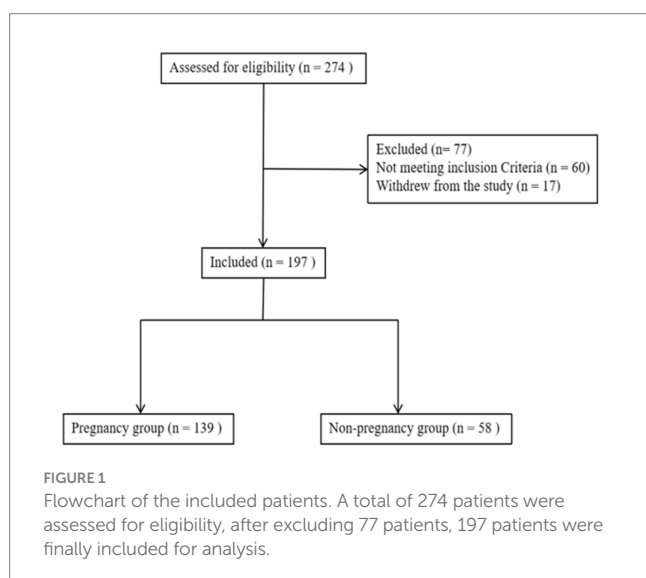 Assessed for eligibility (n = 274 )
Excluded (n= 77)
Not meeting inclusion Criteria (n = 60)
Withdrew from the study (n = 17)
Included (n = 197 )
Pregnancy group (n = 139 )
Non-pregnancy group (n = 58 )
FIGURE 1
Flowchart of the included patients. A total of 274 patients were
assessed for eligibility, after excluding 77 patients, 197 patients were
finally included for analysis.